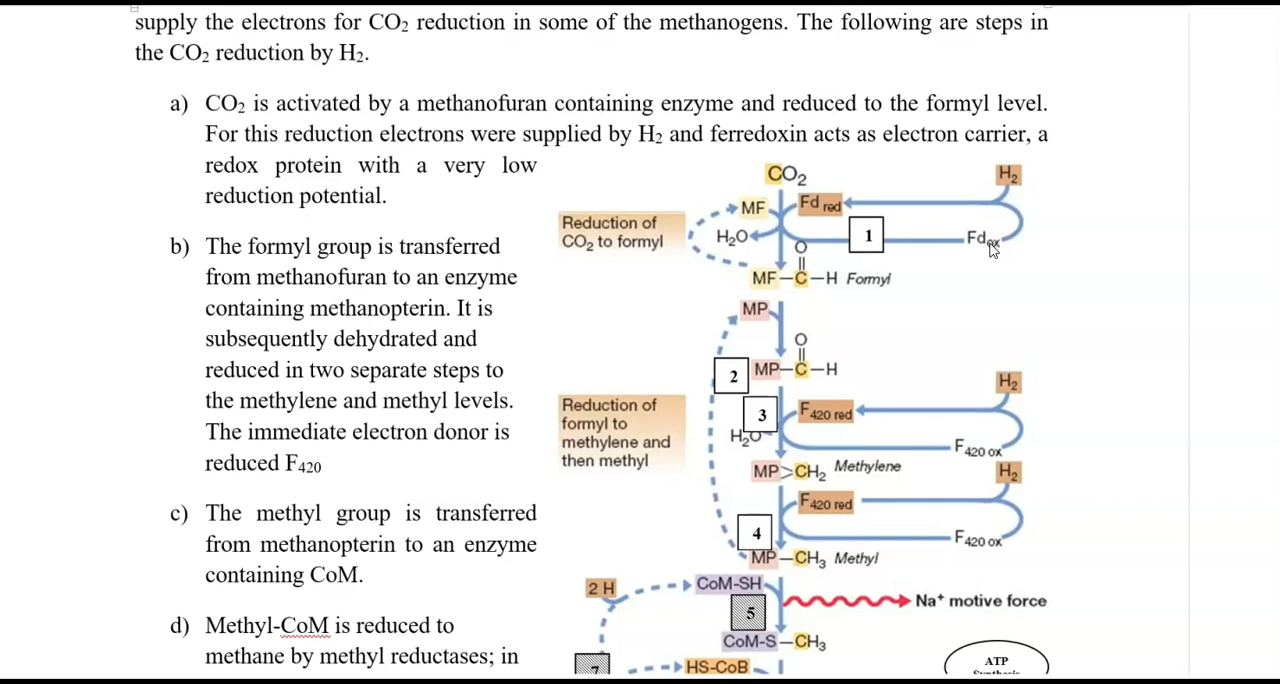 supply the electrons for CO₂ reduction in some of the methanogens. The following are steps in
the CO₂ reduction by H₂.
a) CO₂ is activated by a methanofuran containing enzyme and reduced to the formyl level.
For this reduction electrons were supplied by H₂ and ferredoxin acts as electron carrier, a
redox protein with a very low
reduction potential.
b) The formyl group is transferred
from methanofuran to an enzyme
containing methanopterin. It is
subsequently dehydrated and
reduced in two separate steps to
the methylene and methyl levels.
The immediate electron donor is
reduced F₄₂₀
c) The methyl group is transferred
from methanopterin to an enzyme
containing CoM.
d) Methyl-CoM is reduced to
methane by methyl reductases; in
CO₂
H₂
MF
Fd red
Reduction of
CO₂ to formyl
H₂O
1
Fdox
O
MF–C–H Formyl
MP
O
2
MP–C–H
H₂
Reduction of
formyl to
methylene and
then methyl
3
F420 red
H₂O
F420 ox
MP>CH₂ Methylene
H₂
F420 red
4
F420 ox
MP–CH₃ Methyl
2 H
CoM-SH
5
Na⁺ motive force
CoM-S–CH₃
7
HS-CoB
ATP
Synthesis